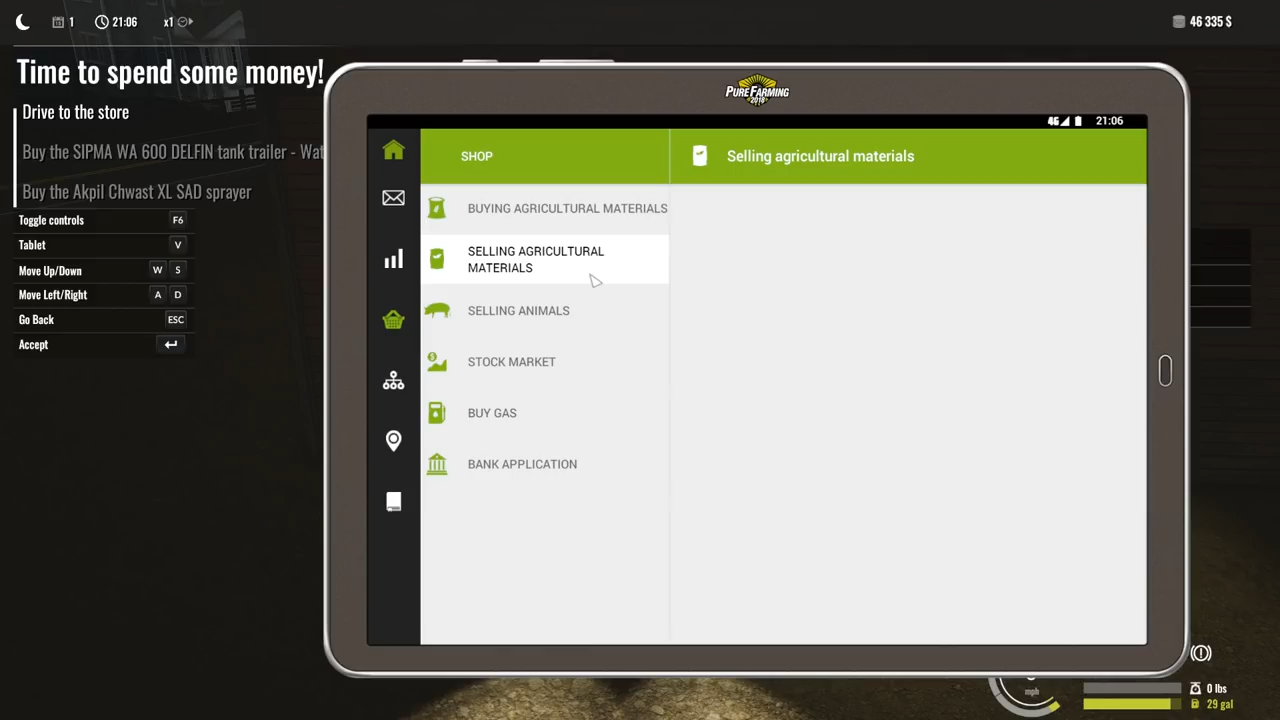 1 21:06 x1 46 335 $
Time to spend some money!
Drive to the store
Buy the SIPMA WA 600 DELFIN tank trailer - Wat
Buy the Akpil Chwast XL SAD sprayer
Toggle controls F6
Tablet V
Move Up/Down W S
Move Left/Right A D
Go Back ESC
Accept
PURE FARMING
2018
4G 21:06
SHOP
Selling agricultural materials
BUYING AGRICULTURAL MATERIALS
SELLING AGRICULTURAL
MATERIALS
SELLING ANIMALS
STOCK MARKET
BUY GAS
BANK APPLICATION
mph
0 lbs
29 gal